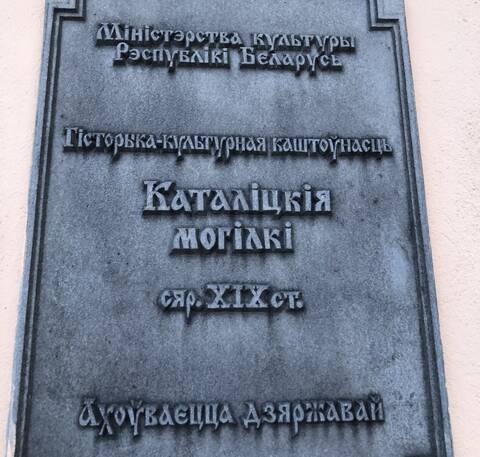 Міністэрства культуры
Рэспублікі Беларусь
Гісторыка-культурная каштоўнасць
Каталіцкія
могілкі
сяр. XIX ст.
Ахоўваецца дзяржавай